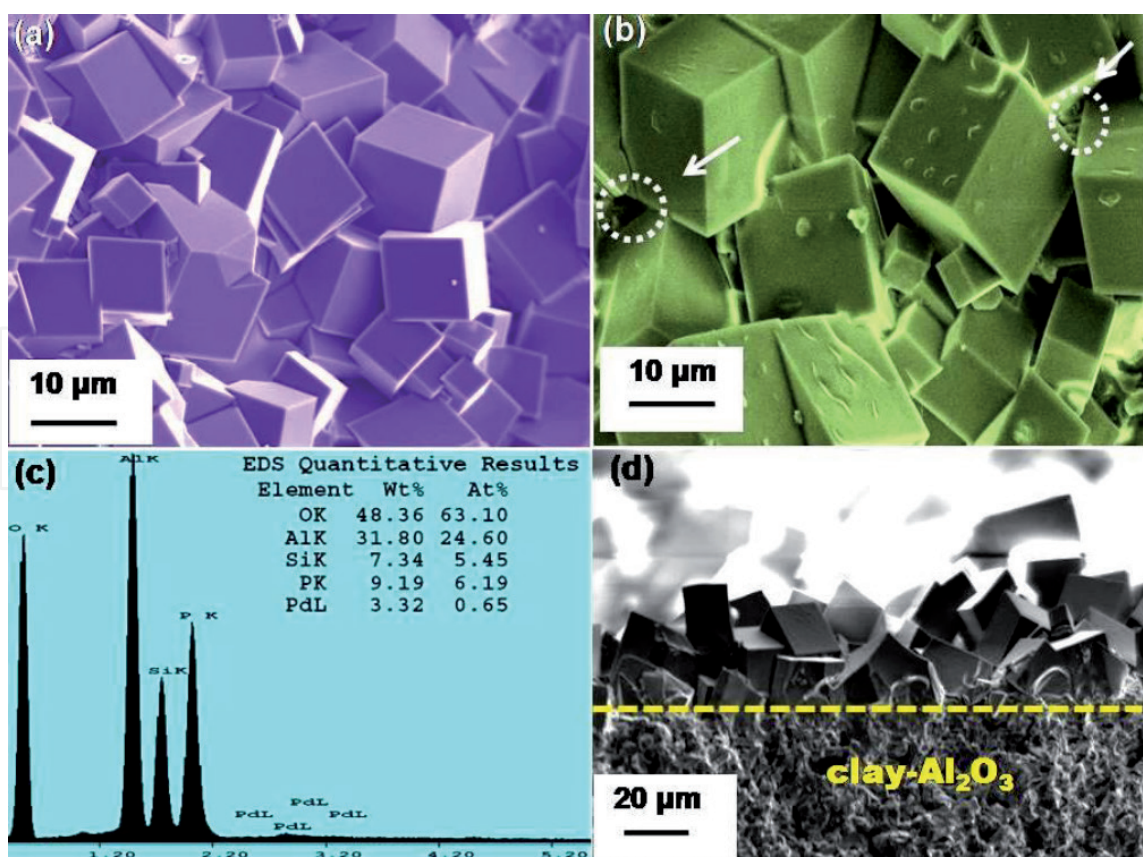 (a)
10 µm
(b)
10 µm
(c)
EDS Quantitative Results
Element Wt% At%
OK 48.36 63.10
AlK 31.80 24.60
SiK 7.34 5.45
PK 9.19 6.19
PdL 3.32 0.65
AlK
O K
P K
SiK
PdL
PdL PdL
PdL
1.20 2.20 3.20 4.20 5.20
(d)
clay-Al₂O₃
20 µm